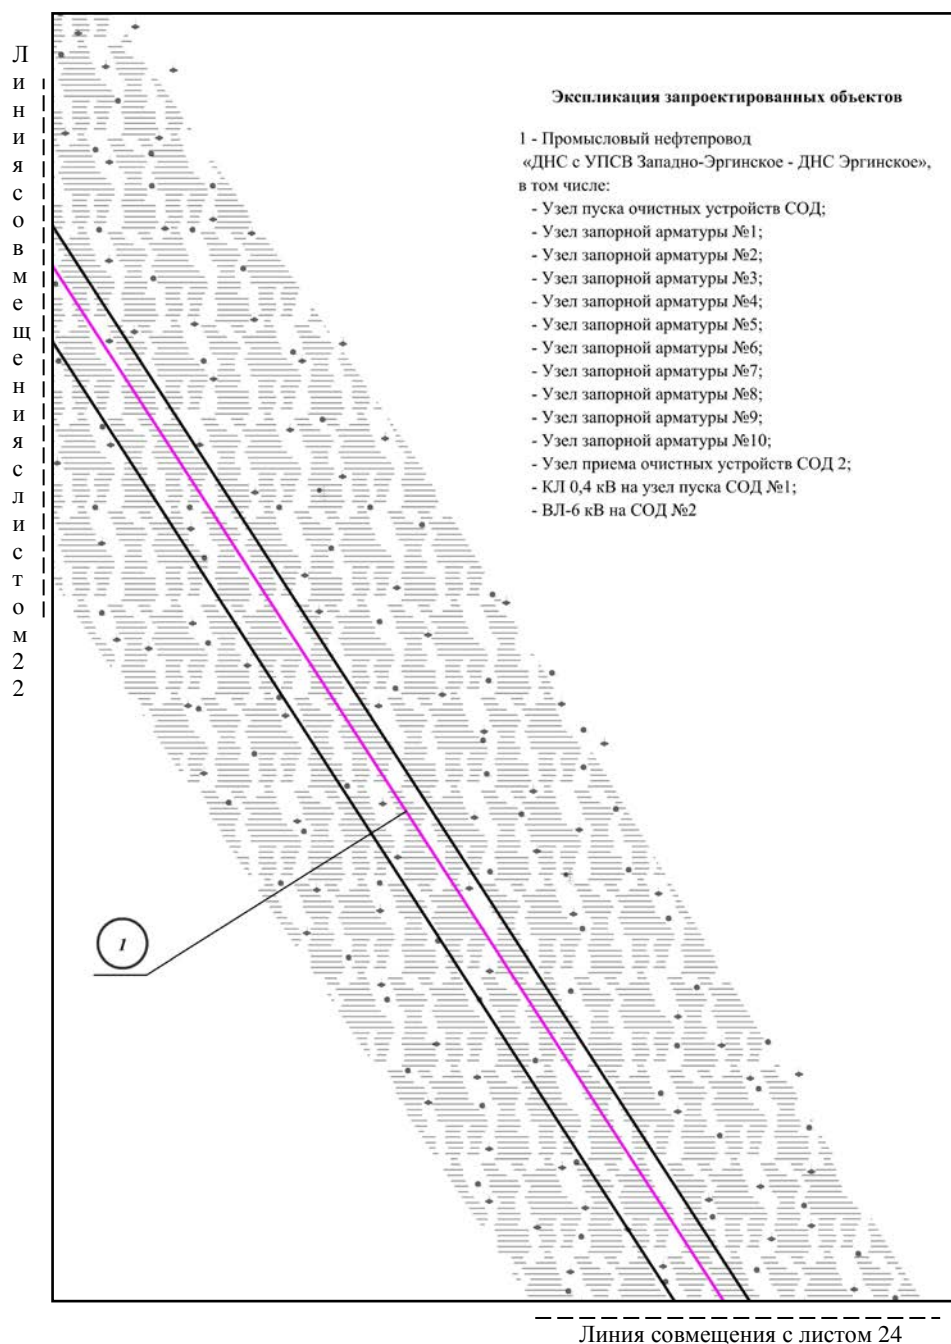 Линия совмещения с листом 22
Экспликация запроектированных объектов
1 - Промысловый нефтепровод
«ДНС с УПСВ Западно-Эргинское - ДНС Эргинское»,
в том числе:
- Узел пуска очистных устройств СОД;
- Узел запорной арматуры №1;
- Узел запорной арматуры №2;
- Узел запорной арматуры №3;
- Узел запорной арматуры №4;
- Узел запорной арматуры №5;
- Узел запорной арматуры №6;
- Узел запорной арматуры №7;
- Узел запорной арматуры №8;
- Узел запорной арматуры №9;
- Узел запорной арматуры №10;
- Узел приема очистных устройств СОД 2;
- КЛ 0,4 кВ на узел пуска СОД №1;
- ВЛ-6 кВ на СОД №2
1
Линия совмещения с листом 24